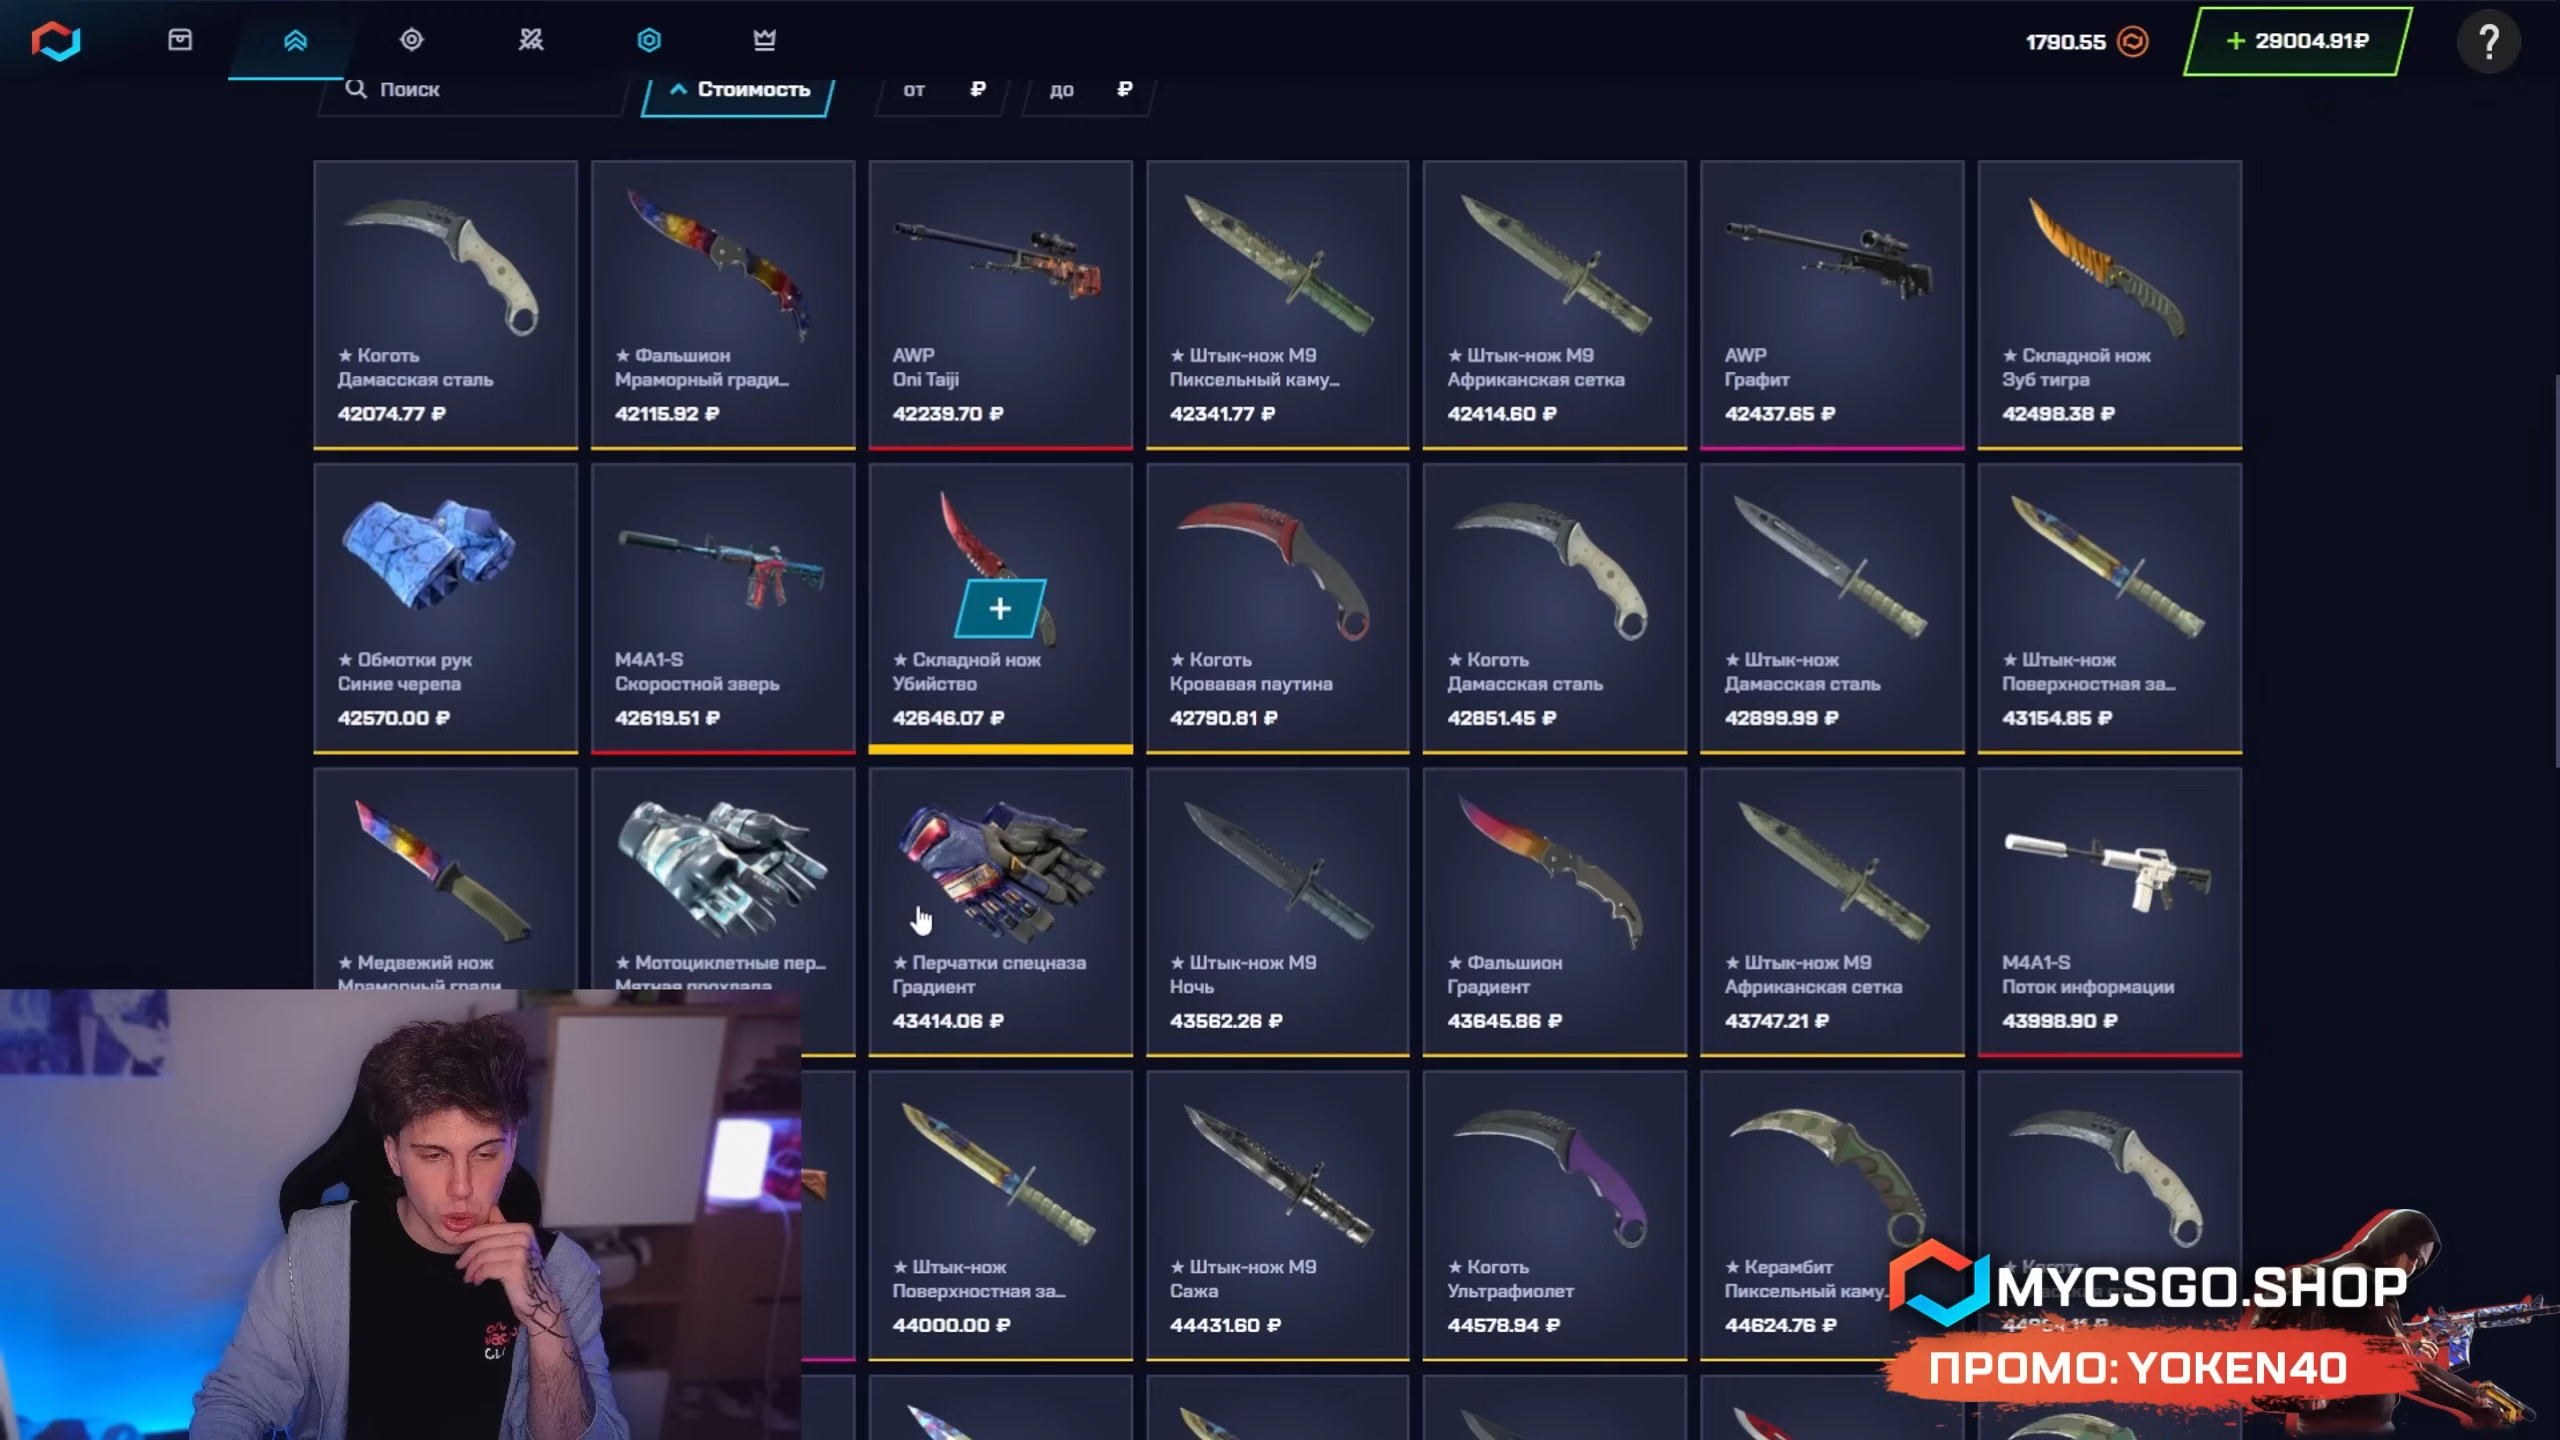 1790.55
+ 29004.91₽
?
Поиск
Стоимость
от ₽
до ₽
★ Коготь
Дамасская сталь
42074.77 ₽
★ Фальшион
Мраморный гради...
42115.92 ₽
AWP
Oni Taiji
42239.70 ₽
★ Штык-нож M9
Пиксельный каму...
42341.77 ₽
★ Штык-нож M9
Африканская сетка
42414.60 ₽
AWP
Графит
42437.65 ₽
★ Складной нож
Зуб тигра
42498.38 ₽
★ Обмотки рук
Синие черепа
42570.00 ₽
M4A1-S
Скоростной зверь
42619.51 ₽
+
★ Складной нож
Убийство
42646.07 ₽
★ Коготь
Кровавая паутина
42790.81 ₽
★ Коготь
Дамасская сталь
42851.45 ₽
★ Штык-нож
Дамасская сталь
42899.99 ₽
★ Штык-нож
Поверхностная за...
43154.85 ₽
★ Медвежий нож
Мраморный гради...
★ Мотоциклетные пер...
Мятная прохлада
★ Перчатки спецназа
Градиент
43414.06 ₽
★ Штык-нож M9
Ночь
43562.26 ₽
★ Фальшион
Градиент
43645.86 ₽
★ Штык-нож M9
Африканская сетка
43747.21 ₽
M4A1-S
Поток информации
43998.90 ₽
★ Штык-нож
Поверхностная за...
44000.00 ₽
★ Штык-нож M9
Сажа
44431.60 ₽
★ Коготь
Ультрафиолет
44578.94 ₽
★ Керамбит
Пиксельный каму...
44624.76 ₽
★ Коготь
MYCSGO.SHOP
ПРОМО: YOKEN40